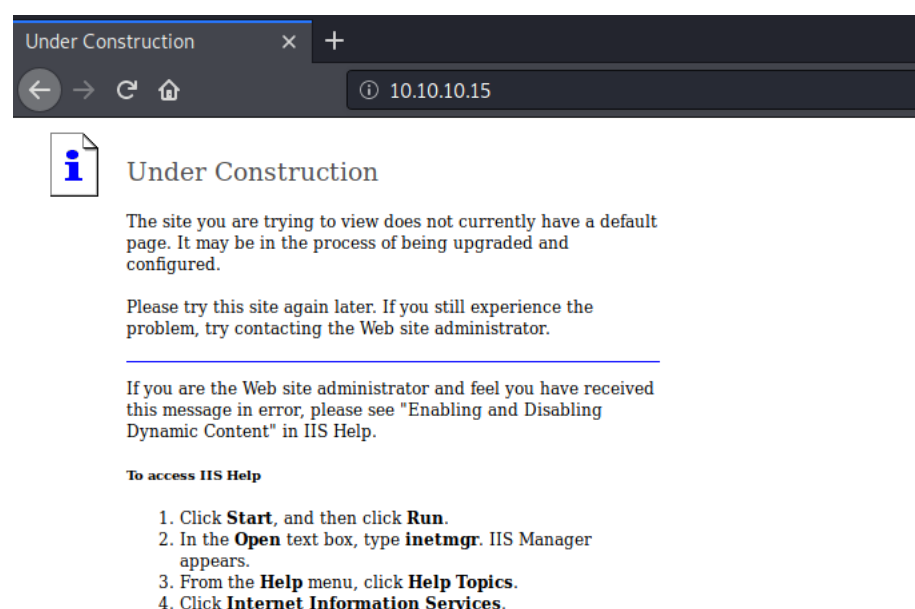 Under Construction
10.10.10.15
Under Construction
The site you are trying to view does not currently have a default
page. It may be in the process of being upgraded and
configured.
Please try this site again later. If you still experience the
problem, try contacting the Web site administrator.
If you are the Web site administrator and feel you have received
this message in error, please see "Enabling and Disabling
Dynamic Content" in IIS Help.
To access IIS Help
1. Click Start, and then click Run.
2. In the Open text box, type inetmgr. IIS Manager
appears.
3. From the Help menu, click Help Topics.
4. Click Internet Information Services.